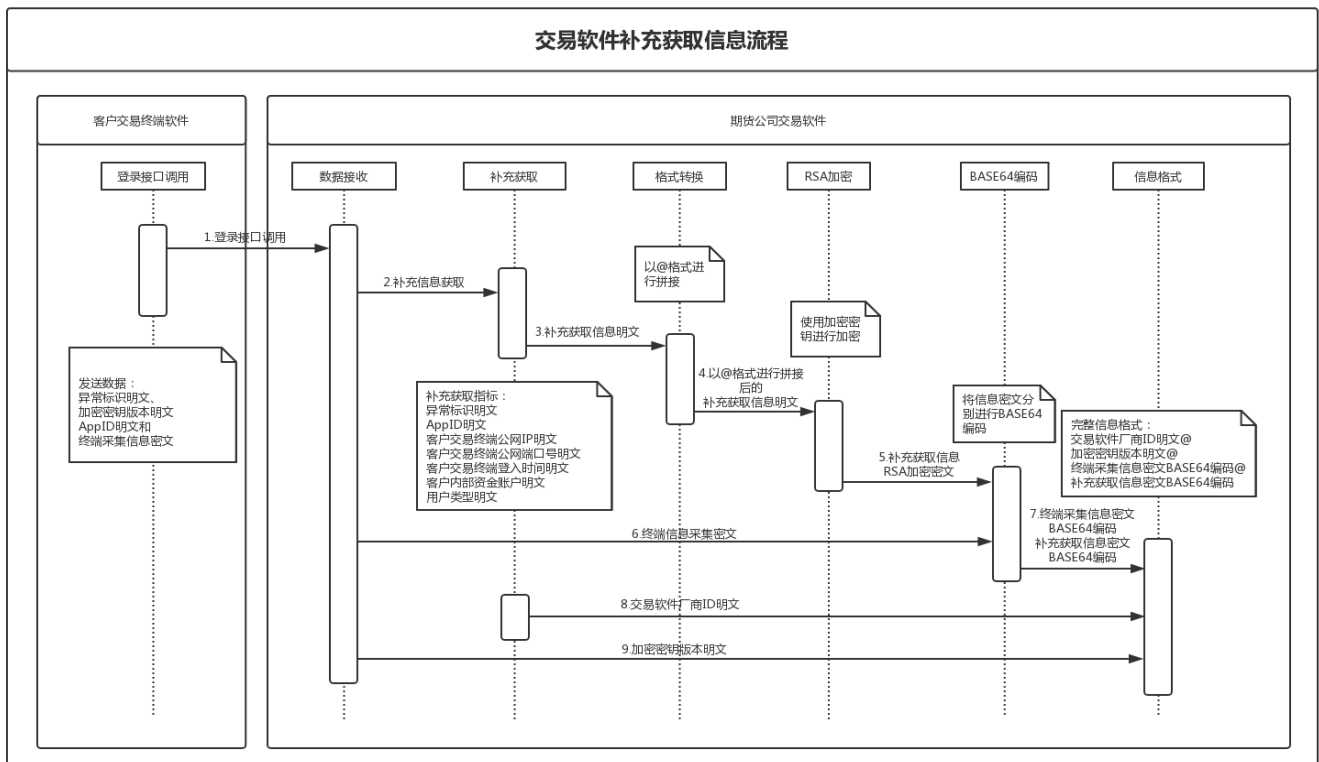 交易软件补充获取信息流程
客户交易终端软件
期货公司交易软件
登录接口调用
数据接收
补充获取
格式转换
RSA加密
BASE64编码
信息格式
1.登录接口调用
以@格式进
行拼接
2.补充信息获取
使用加密密
钥进行加密
3.补充获取信息明文
发送数据：
异常标识明文、
加密密钥版本明文
AppID明文和
终端采集信息密文
4.以@格式进行拼接
后的
补充获取信息明文
补充获取指标：
异常标识明文
AppID明文
客户交易终端公网IP明文
客户交易终端公网端口号明文
客户交易终端登入时间明文
客户内部资金账户明文
用户类型明文
将信息密文分
别进行BASE64
编码
完整信息格式：
交易软件厂商ID明文@
加密密钥版本明文@
终端采集信息密文BASE64编码@
补充获取信息密文BASE64编码
5.补充获取信息
RSA加密密文
6.终端信息采集密文
7.终端采集信息密文
BASE64编码
补充获取信息密文
BASE64编码
8.交易软件厂商ID明文
9.加密密钥版本明文